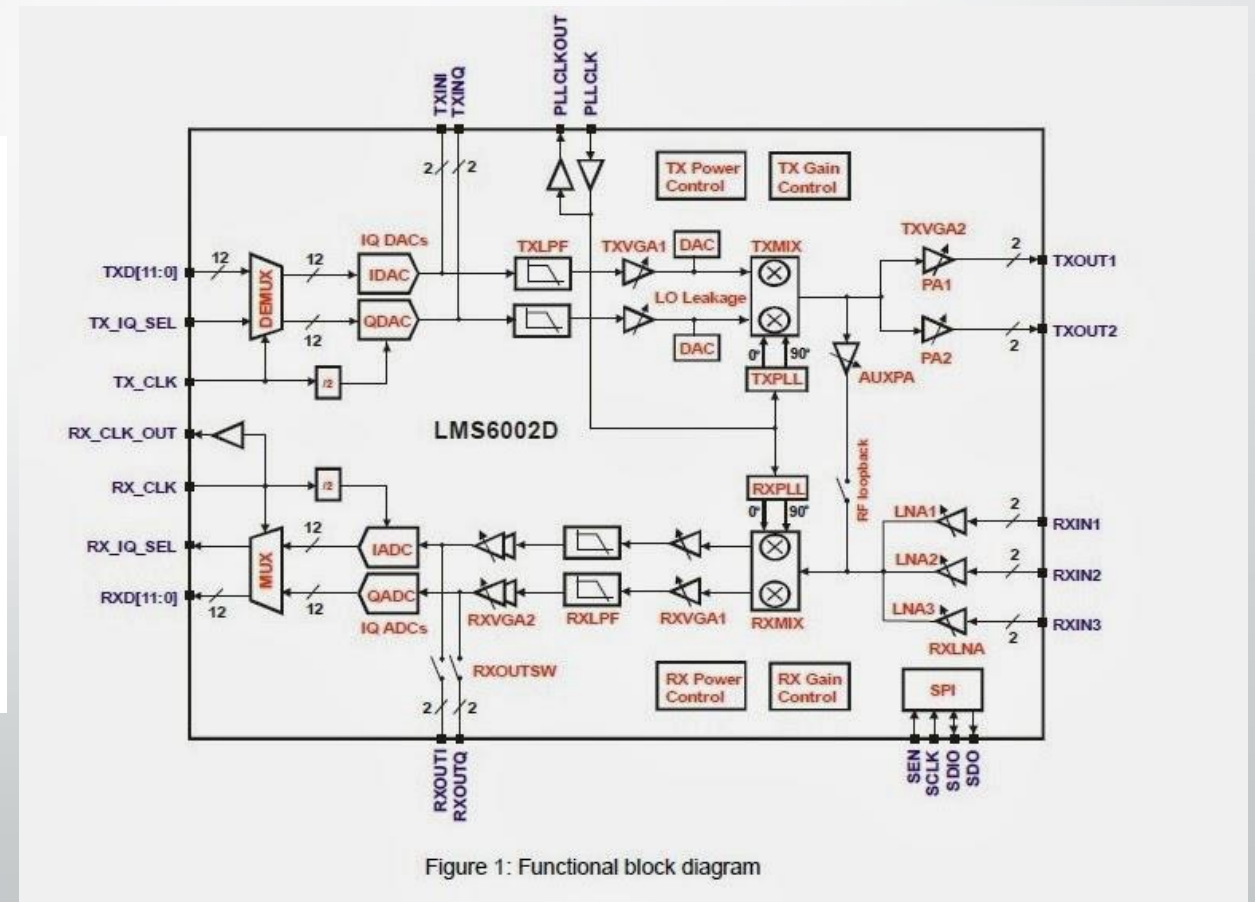 TXINI
TXINQ
PLLCLKOUT
PLLCLK
2
2
TX Power
Control
TX Gain
Control
IQ DACs
TXLPF
TXVGA1
DAC
TXMIX
TXVGA2
2
TXD[11:0]
12
12
IDAC
TXOUT1
PA1
DEMUX
LO Leakage
TX_IQ_SEL
12
QDAC
PA2
2
TXOUT2
DAC
0°
90°
TX_CLK
/2
TXPLL
AUXPA
RX_CLK_OUT
LMS6002D
RF loopback
RX_CLK
/2
RXPLL
0°
90°
LNA1
2
RXIN1
RX_IQ_SEL
12
IADC
LNA2
2
RXIN2
MUX
RXD[11:0]
12
12
QADC
IQ ADCs
RXVGA2
RXLPF
RXVGA1
RXMIX
LNA3
2
RXIN3
RXLNA
RXOUTSW
RX Power
Control
RX Gain
Control
SPI
2
2
RXOUTI
RXOUTQ
SEN
SCLK
SDIO
SDO
Figure 1: Functional block diagram